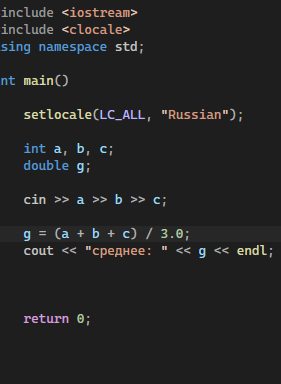 include <iostream>
include <clocale>
sing namespace std;
nt main()
setlocale(LC_ALL, "Russian");
int a, b, c;
double g;
cin >> a >> b >> c;
g = (a + b + c) / 3.0;
cout << "среднее: " << g << endl;
return 0;